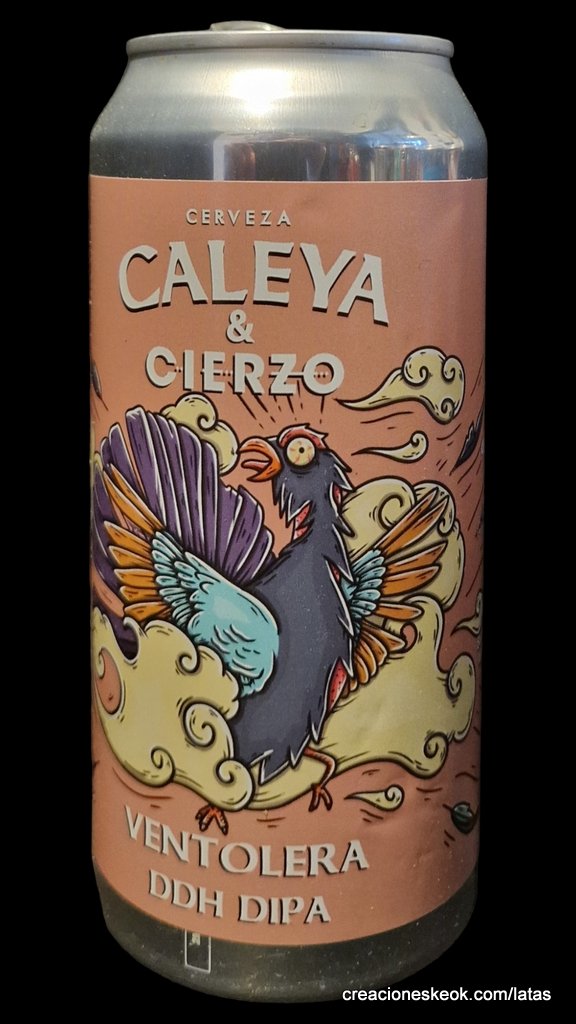 CERVEZA
CALEYA
&
CIERZO
VENTOLERA
DDH DIPA
creacioneskeok.com/latas